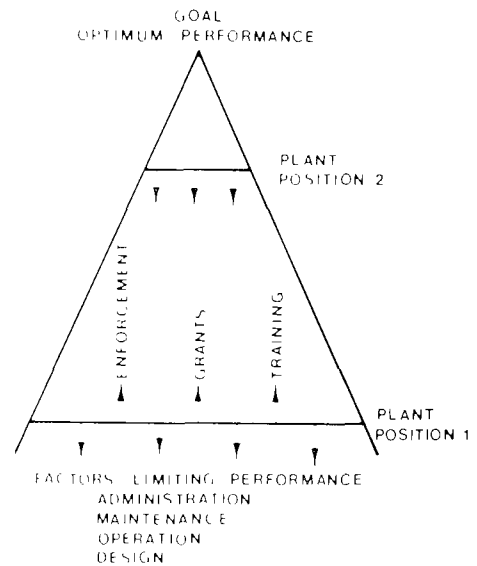 GOAL
OPTIMUM PERFORMANCE
PLANT
POSITION 2
ENFORCEMENT
GRANTS
TRAINING
PLANT
POSITION 1
FACTORS LIMITING PERFORMANCE
ADMINISTRATION
MAINTENANCE
OPERATION
DESIGN